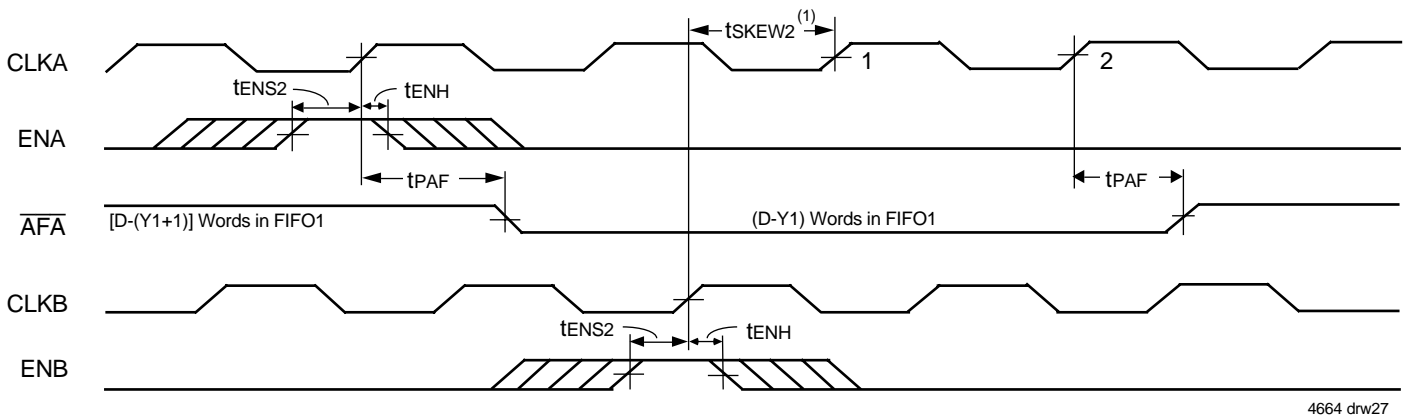 tSKEW2(1)
CLKA
1
2
tENS2
tENH
ENA
tPAF
tPAF
AFA
[D-(Y1+1)] Words in FIFO1
(D-Y1) Words in FIFO1
CLKB
tENS2
tENH
ENB
4664 drw27